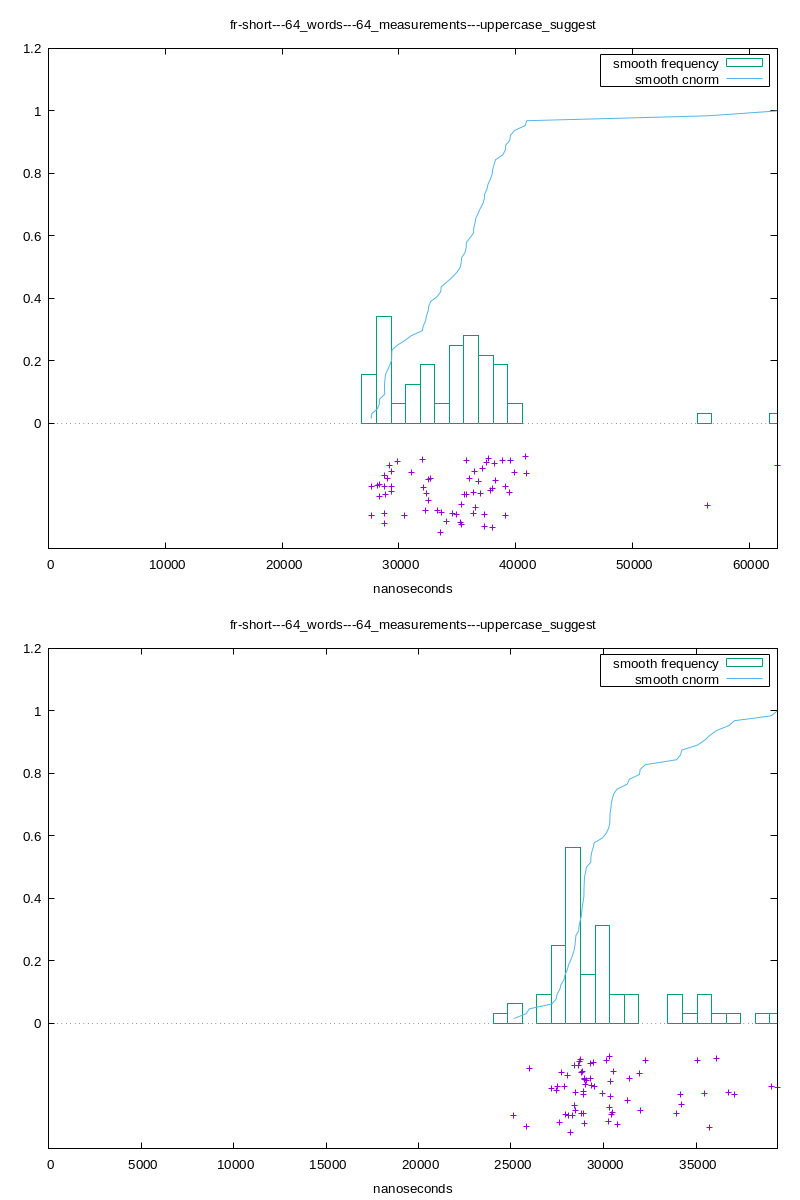 fr-short---64_words---64_measurements---uppercase_suggest
1.2
smooth frequency
smooth cnorm
1
0.8
0.6
0.4
0.2
0
0 10000 20000 30000 40000 50000 60000
nanoseconds
fr-short---64_words---64_measurements---uppercase_suggest
1.2
smooth frequency
smooth cnorm
1
0.8
0.6
0.4
0.2
0
0 5000 10000 15000 20000 25000 30000 35000
nanoseconds